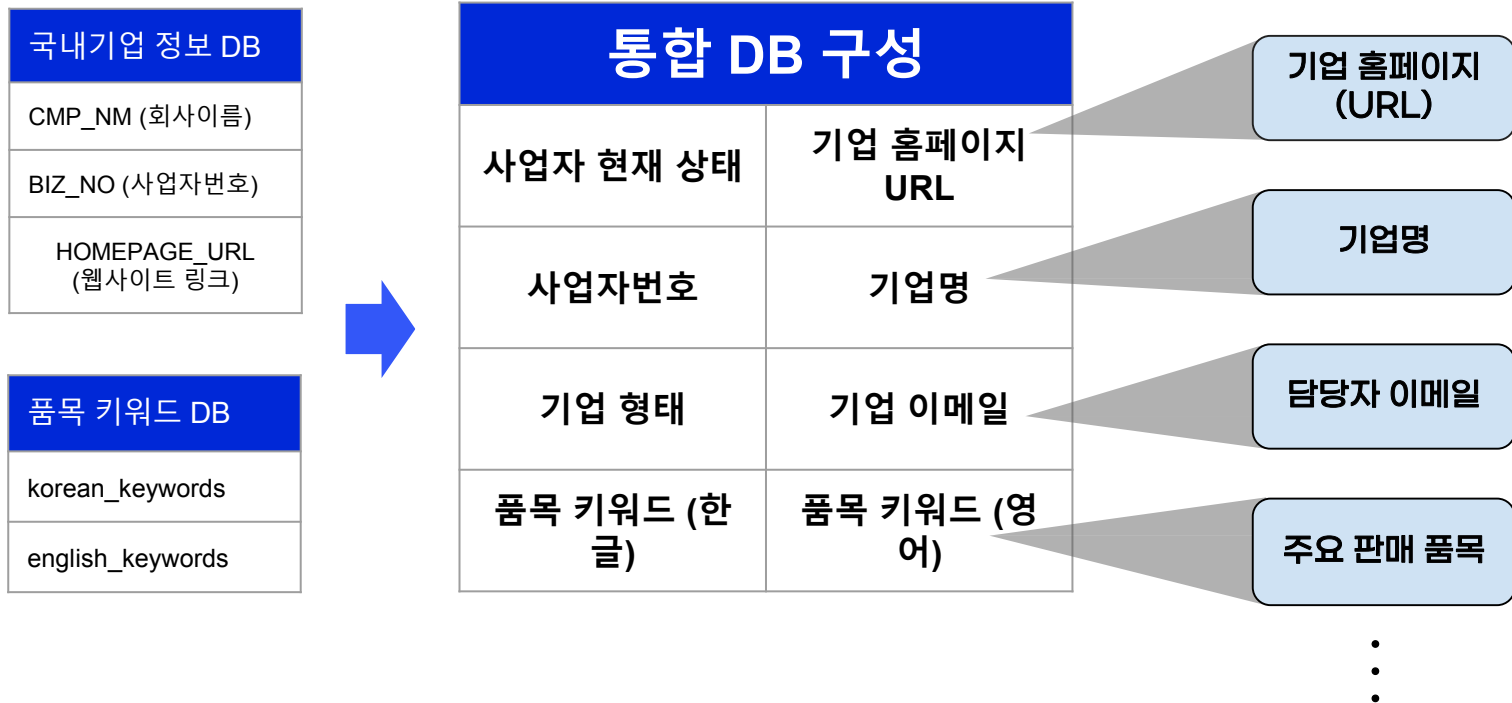 국내기업 정보 DB
CMP_NM (회사이름)
BIZ_NO (사업자번호)
HOMEPAGE_URL
(웹사이트 링크)
품목 키워드 DB
korean_keywords
english_keywords
통합 DB 구성
사업자 현재 상태
기업 홈페이지
URL
사업자번호
기업명
기업 형태
기업 이메일
품목 키워드 (한
글)
품목 키워드 (영
어)
기업 홈페이지
(URL)
기업명
담당자 이메일
주요 판매 품목